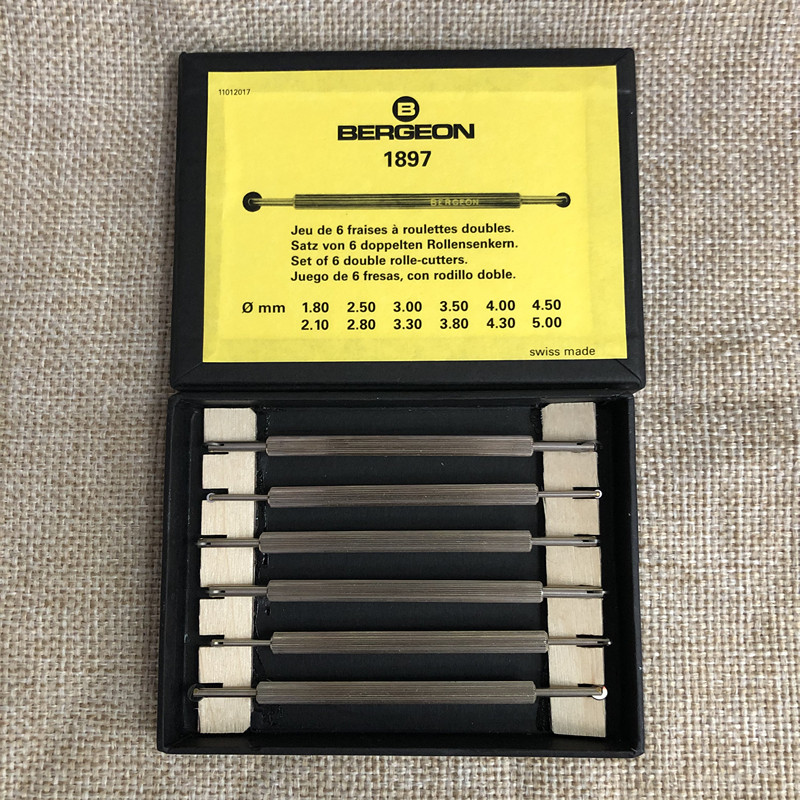 11012017
B
BERGEON
1897
BERGEON
Jeu de 6 fraises à roulettes doubles.
Satz von 6 doppelten Rollensenkern.
Set of 6 double rolle-cutters.
Juego de 6 fresas, con rodillo doble.
Ø mm 1.80 2.50 3.00 3.50 4.00 4.50
2.10 2.80 3.30 3.80 4.30 5.00
swiss made